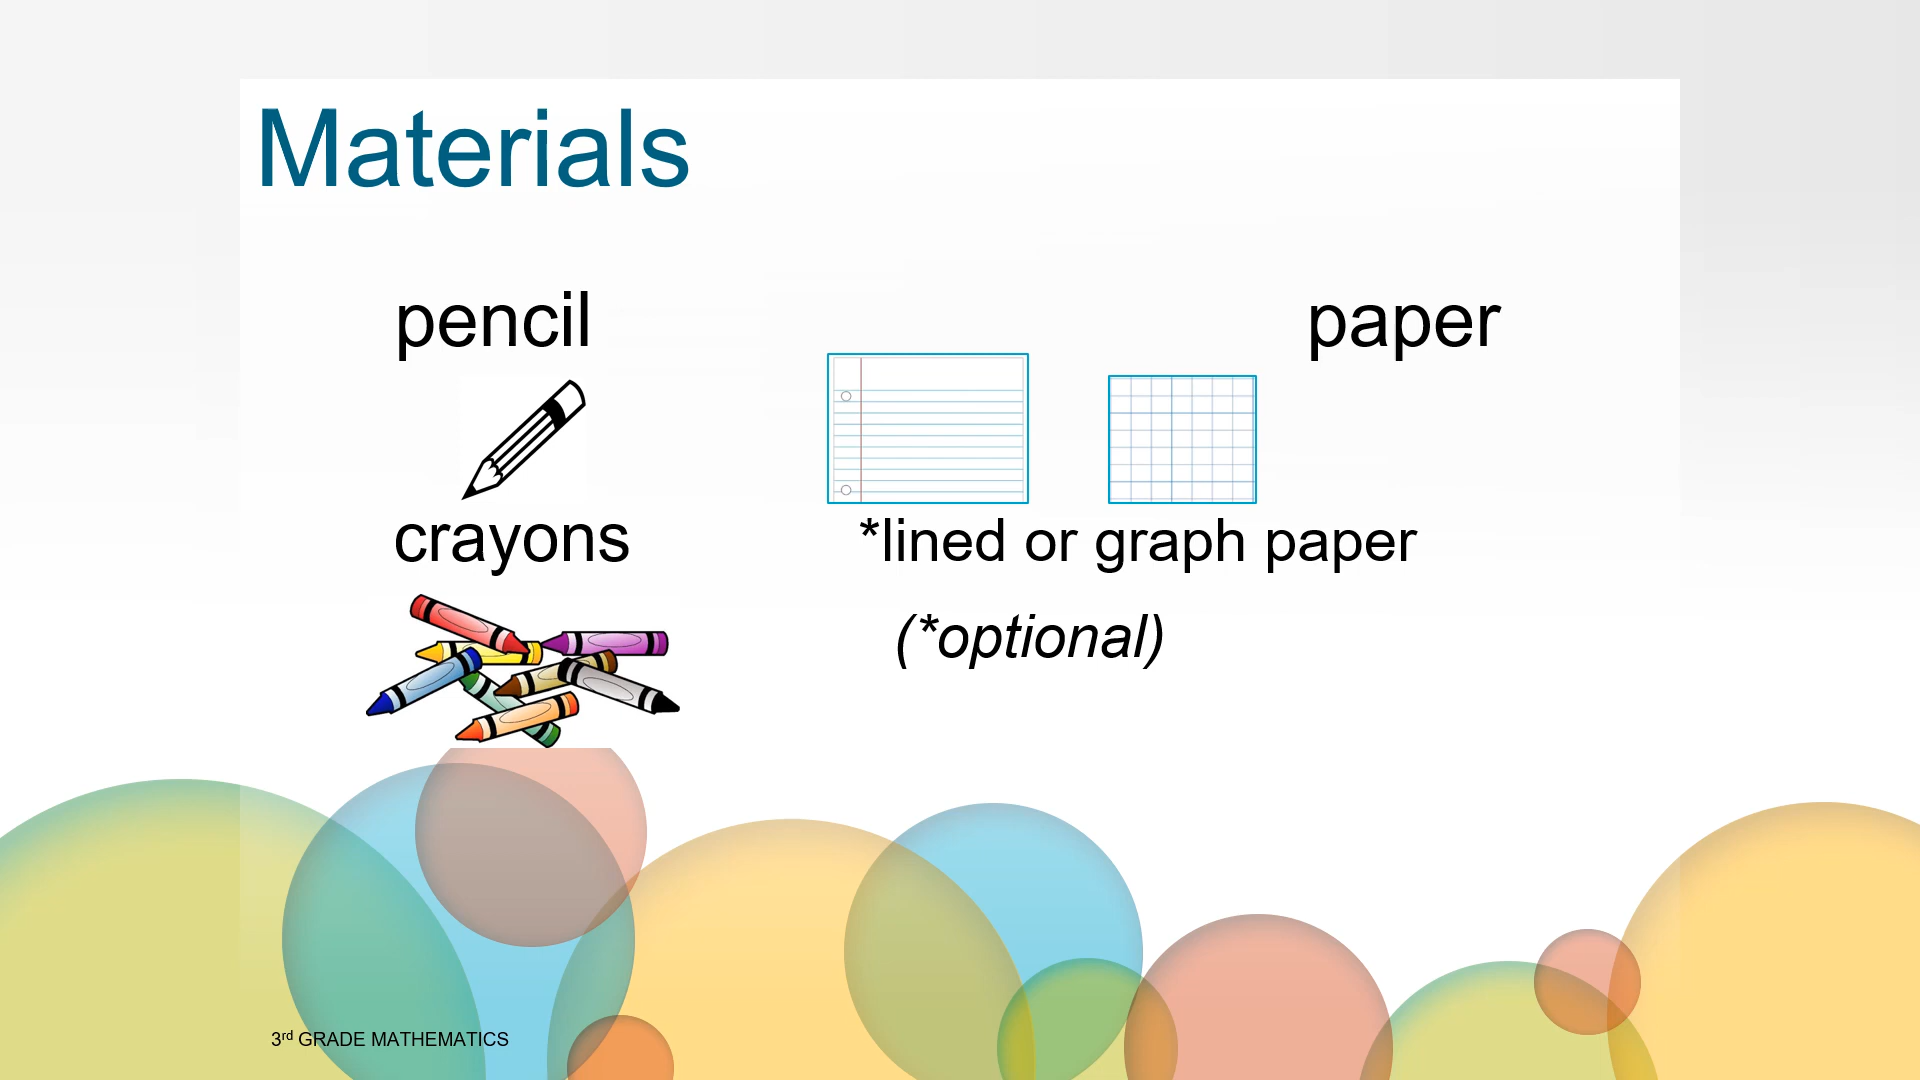 Materials
pencil
paper
crayons
*lined or graph paper
(*optional)
3rd GRADE MATHEMATICS